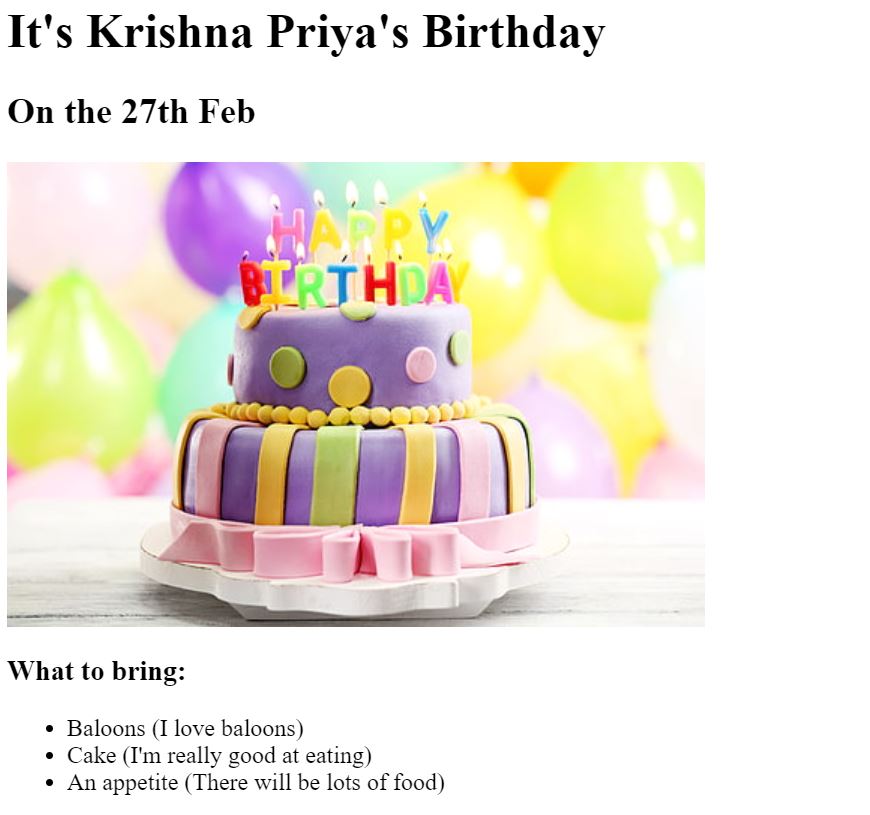 It's Krishna Priya's Birthday
On the 27th Feb
HAPPY
BIRTHDAY
What to bring:
Baloons (I love baloons)
Cake (I'm really good at eating)
An appetite (There will be lots of food)